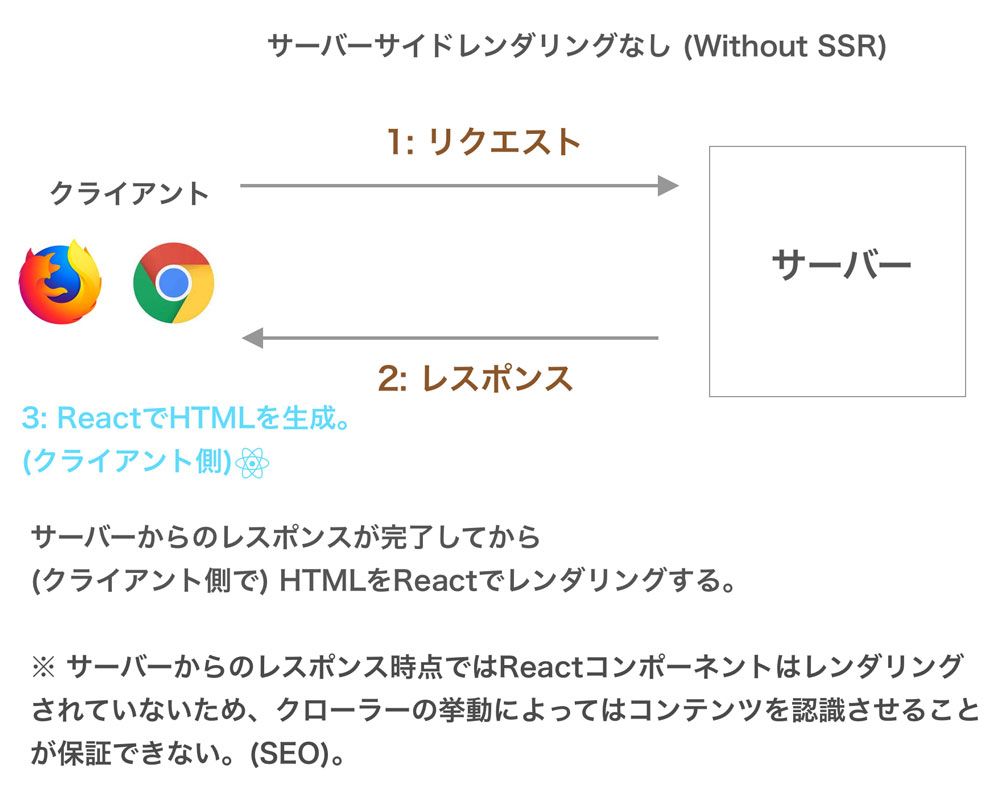 サーバーサイドレンダリングなし (Without SSR)
1: リクエスト
クライアント
サーバー
2: レスポンス
3: ReactでHTMLを生成。
(クライアント側)
サーバーからのレスポンスが完了してから
(クライアント側で) HTMLをReactでレンダリングする。
※ サーバーからのレスポンス時点ではReactコンポーネントはレンダリング
されていないため、クローラーの挙動によってはコンテンツを認識させること
が保証できない。(SEO)。